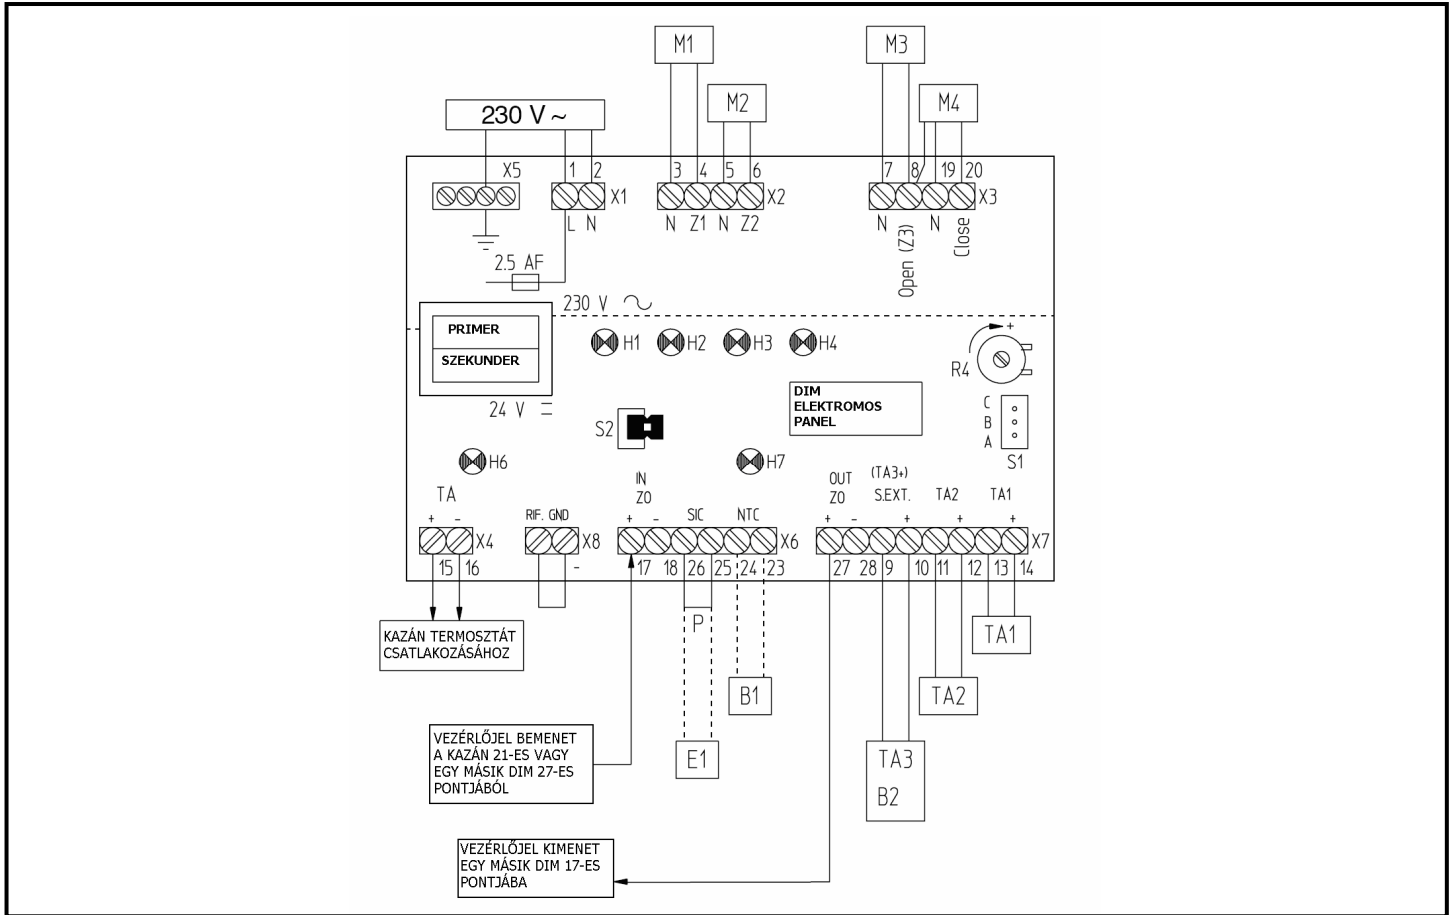 M1
M3
M2
M4
230 V ~
X5
1 2
3 4 5 6
7 8 19 20
X1
X2
X3
L N
N Z1 N Z2
N Open (Z3) N Close
2.5 AF
230 V
PRIMER
SZEKUNDER
H1 H2 H3 H4
+
R4
24 V
DIM
ELEKTROMOS
PANEL
S2
C
B
A
S1
H6
H7
TA
IN
Z0
SIC
NTC
OUT
Z0
(TA3+)
S.EXT.
TA2
TA1
RIF. GND
+ -
+ -
+ - + + +
X4
X8
X6
X7
15 16
-
17 18 26 25 24 23
27 28 9 10 11 12 13 14
P
KAZÁN TERMOSZTÁT
CSATLAKOZÁSÁHOZ
TA1
B1
TA2
VEZÉRLŐJEL BEMENET
A KAZÁN 21-ES VAGY
EGY MÁSIK DIM 27-ES
PONTJÁBÓL
E1
TA3
B2
VEZÉRLŐJEL KIMENET
EGY MÁSIK DIM 17-ES
PONTJÁBA